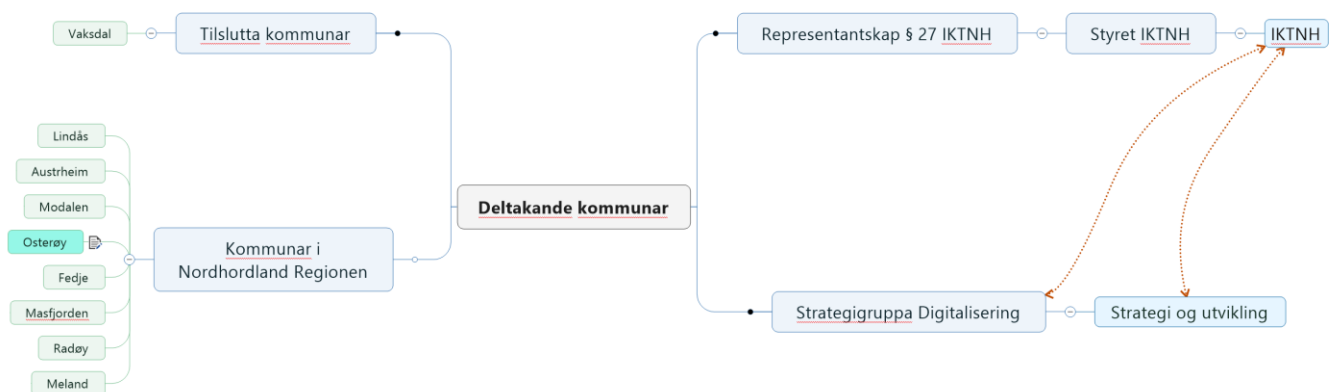 Vaksdal
Tilslutta kommunar
Representantskap § 27 IKTNH
Styret IKTNH
IKTNH
Lindås
Austrheim
Modalen
Osterøy
Fedje
Masfjorden
Radøy
Meland
Kommunar i
Nordhordland Regionen
Deltakande kommunar
Strategigruppa Digitalisering
Strategi og utvikling